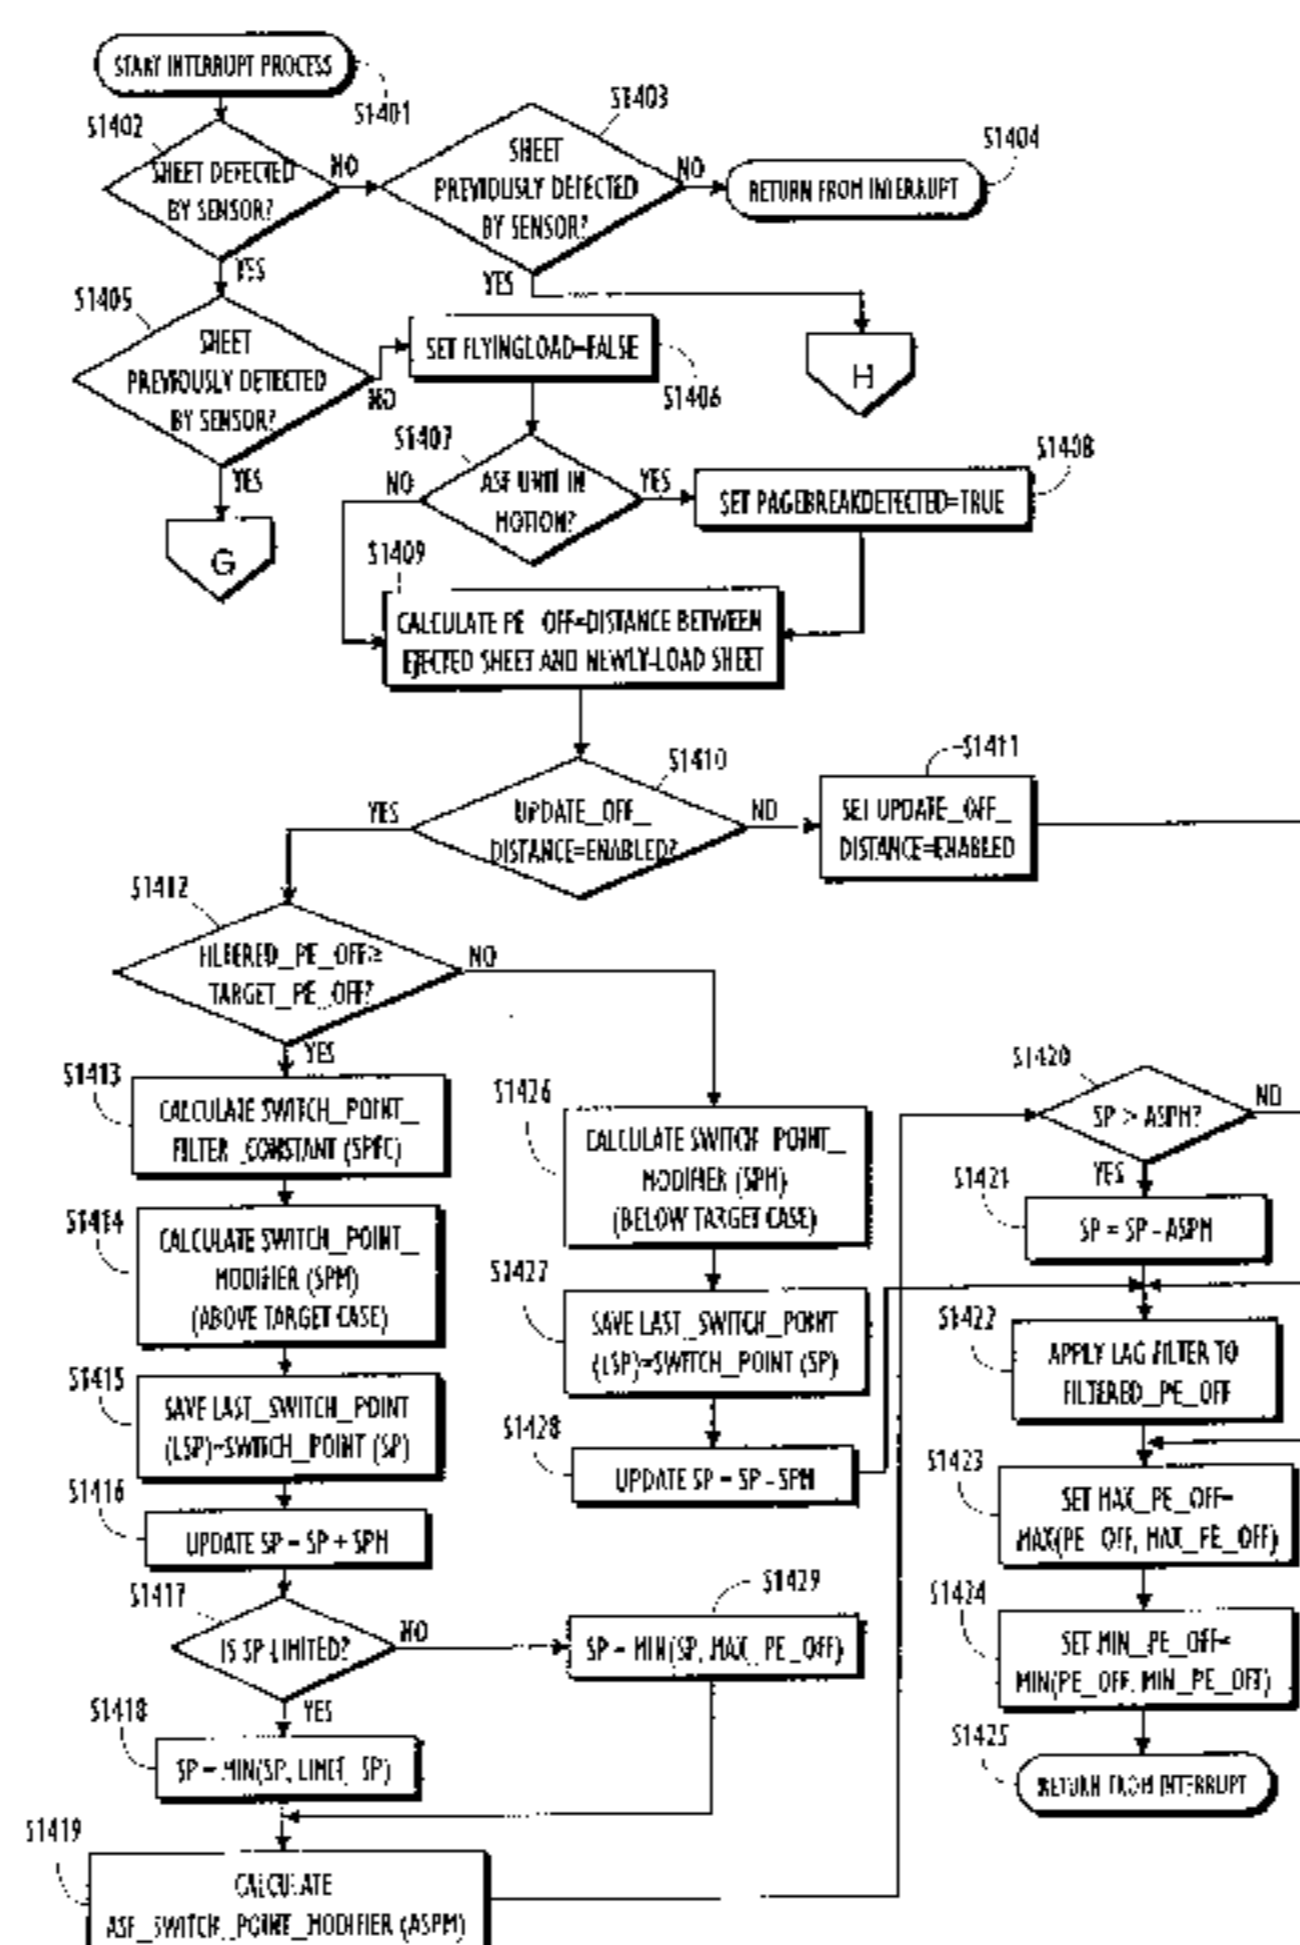 START INTERRUPT PROCESS
S1401
S1402
SHEET DETECTED
BY SENSOR?
NO
S1403
SHEET
PREVIOUSLY DETECTED
BY SENSOR?
NO
S1404
RETURN FROM INTERRUPT
YES
YES
H
S1405
SHEET
PREVIOUSLY DETECTED
BY SENSOR?
NO
SET FLYINGLOAD=FALSE
S1406
YES
G
S1407
ASF UNIT IN
MOTION?
NO
YES
S1408
SET PAGEBREAKDETECTED=TRUE
S1409
CALCULATE PE_OFF=DISTANCE BETWEEN
EJECTED SHEET AND NEWLY-LOAD SHEET
S1410
UPDATE_OFF_
DISTANCE=ENABLED?
YES
NO
S1411
SET UPDATE_OFF_
DISTANCE=ENABLED
S1412
FILTERED_PE_OFF≥
TARGET_PE_OFF?
NO
YES
S1413
CALCULATE SWITCH_POINT_
FILTER_CONSTANT (SPFC)
S1414
CALCULATE SWITCH_POINT_
MODIFIER (SPM)
(ABOVE TARGET CASE)
S1415
SAVE LAST_SWITCH_POINT
(LSP)=SWITCH_POINT (SP)
S1416
UPDATE SP = SP + SPM
S1417
IS SP LIMITED?
NO
YES
S1418
SP = MIN(SP, LIMIT_SP)
S1419
CALCULATE
ASF_SWITCH_POINT_MODIFIER (ASPM)
S1426
CALCULATE SWITCH_POINT_
MODIFIER (SPM)
(BELOW TARGET CASE)
S1427
SAVE LAST_SWITCH_POINT
(LSP)=SWITCH_POINT (SP)
S1428
UPDATE SP = SP - SPM
S1429
SP = MIN(SP, MAX_PE_OFF)
S1420
SP > ASPM?
NO
YES
S1421
SP = SP - ASPM
S1422
APPLY LAG FILTER TO
FILTERED_PE_OFF
S1423
SET MAX_PE_OFF=
MAX(PE_OFF, MAX_PE_OFF)
S1424
SET MIN_PE_OFF=
MIN(PE_OFF, MIN_PE_OFF)
S1425
RETURN FROM INTERRUPT